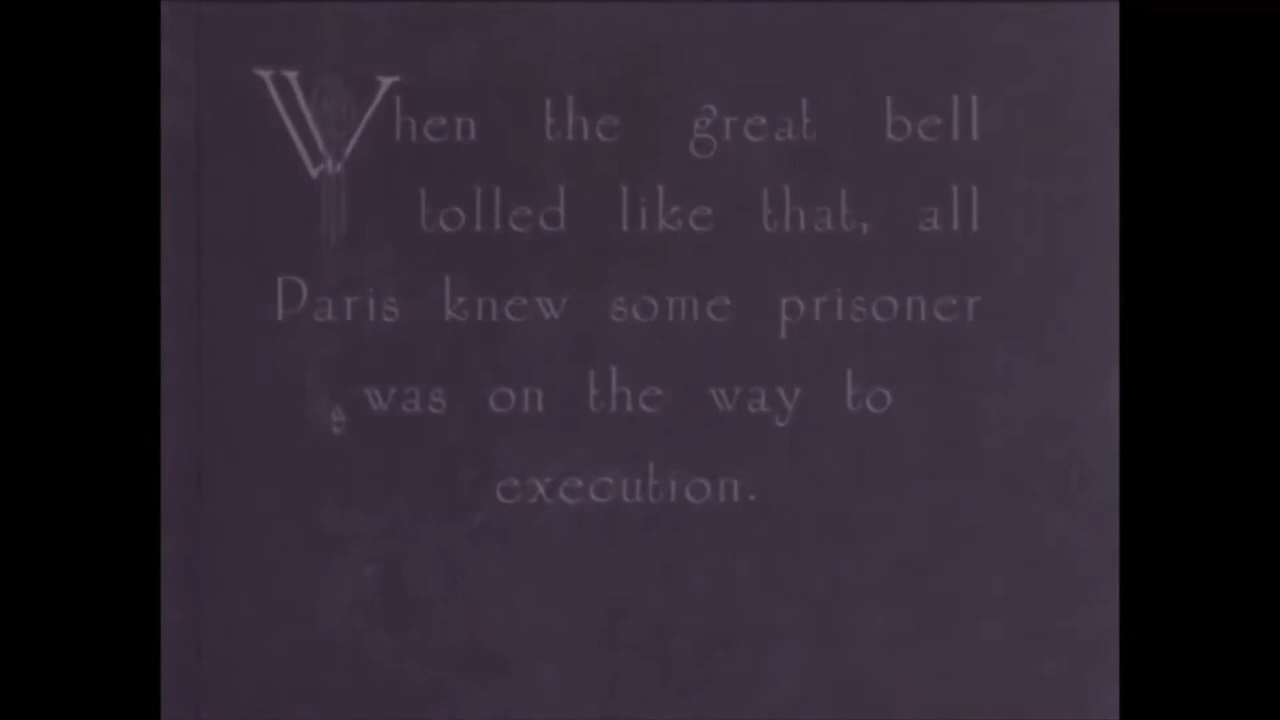 When the great bell
tolled like that, all
Paris knew some prisoner
was on the way to
execution.